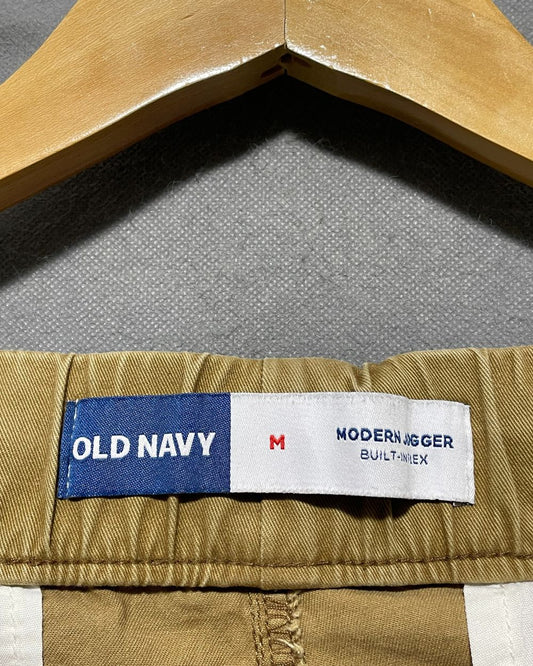 OLD NAVY
M
MODERN JOGGER
BUILT-IN FLEX